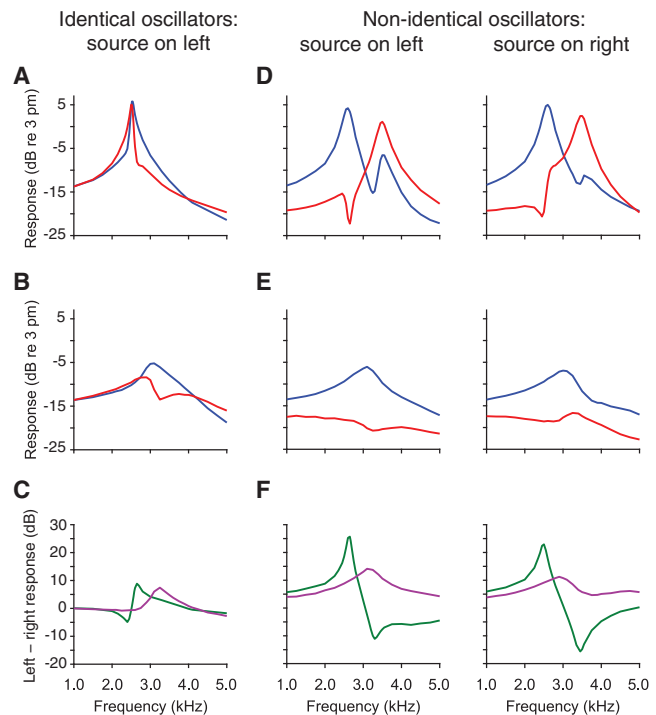 Identical oscillators:
source on left
Non-identical oscillators:
source on left
source on right
A
D
Response (dB re 3 pm)
5
-5
-15
-25
B
E
Response (dB re 3 pm)
5
-5
-15
-25
C
F
Left – right response (dB)
30
20
10
0
-10
-20
1.0 2.0 3.0 4.0 5.0
1.0 2.0 3.0 4.0 5.0
1.0 2.0 3.0 4.0 5.0
Frequency (kHz)
Frequency (kHz)
Frequency (kHz)